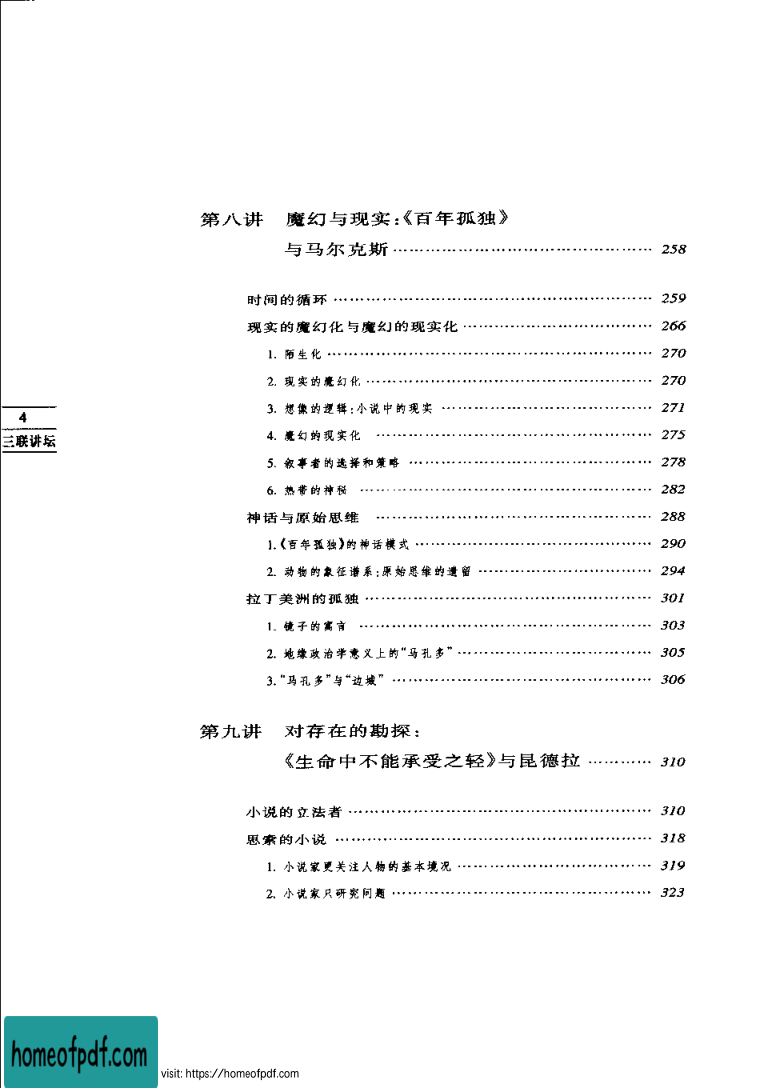 第八讲 魔幻与现实:《百年孤独》
与马尔克斯 …… 258
时间的循环 …… 259
现实的魔幻化与魔幻的现实化 …… 266
1. 陌生化 …… 270
2. 现实的魔幻化 …… 270
3. 想像的逻辑:小说中的现实 …… 271
4. 魔幻的现实化 …… 275
5. 叙事者的选择和策略 …… 278
6. 热带的神秘 …… 282
神话与原始思维 …… 288
1.《百年孤独》的神话模式 …… 290
2. 动物的象征谱系:原始思维的遗留 …… 294
拉丁美洲的孤独 …… 301
1. 镜子的寓言 …… 303
2. 地缘政治学意义上的“马孔多” …… 305
3.“马孔多”与“边城” …… 306
4
三联讲坛
第九讲 对存在的勘探:
《生命中不能承受之轻》与昆德拉 …… 310
小说的立法者 …… 310
思索的小说 …… 318
1. 小说家更关注人物的基本境况 …… 319
2. 小说家只研究问题 …… 323
homeofpdf.com
visit: https://homeofpdf.com